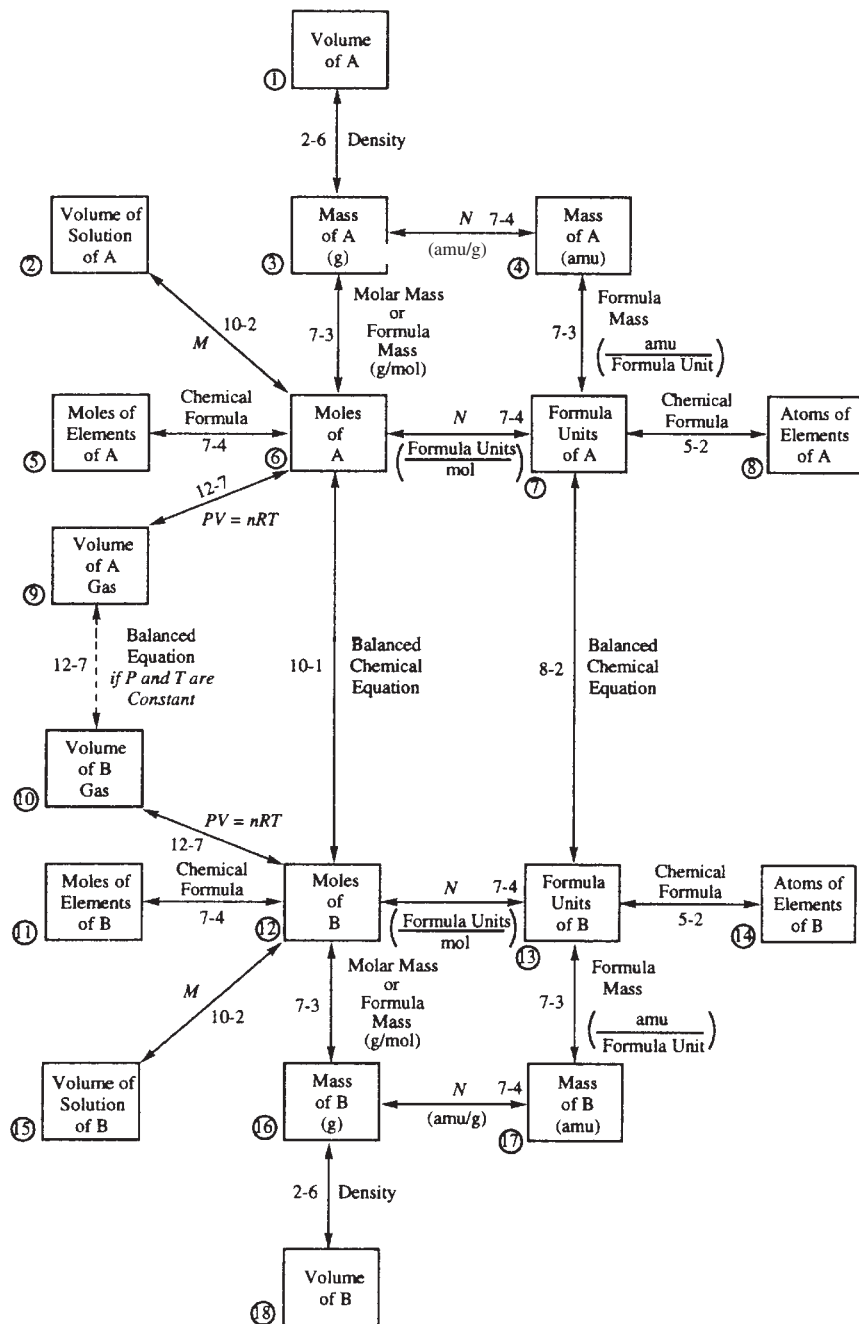 Volume
of A
①
2-6 Density
Volume of
Solution
of A
②
Mass
of A
(g)
③
N 7-4
(amu/g)
Mass
of A
(amu)
④
10-2
M
7-3
Molar Mass
or
Formula
Mass
(g/mol)
7-3
Formula
Mass
(amu
Formula Unit)
Moles of
Elements
of A
⑤
Chemical
Formula
7-4
Moles
of
A
⑥
N 7-4
(Formula Units
mol)
Formula
Units
of A
⑦
Chemical
Formula
5-2
Atoms of
Elements
of A
⑧
12-7
PV = nRT
Volume
of A
Gas
⑨
12-7
Balanced
Equation
if P and T are
Constant
10-1
Balanced
Chemical
Equation
8-2
Balanced
Chemical
Equation
Volume
of B
Gas
⑩
PV = nRT
12-7
Moles of
Elements
of B
⑪
Chemical
Formula
7-4
Moles
of
B
⑫
N 7-4
(Formula Units
mol)
Formula
Units
of B
⑬
Chemical
Formula
5-2
Atoms of
Elements
of B
⑭
M
10-2
7-3
Molar Mass
or
Formula
Mass
(g/mol)
7-3
Formula
Mass
(amu
Formula Unit)
Volume of
Solution
of B
⑮
Mass
of B
(g)
⑯
N 7-4
(amu/g)
Mass
of B
(amu)
⑰
2-6 Density
Volume
of B
⑱